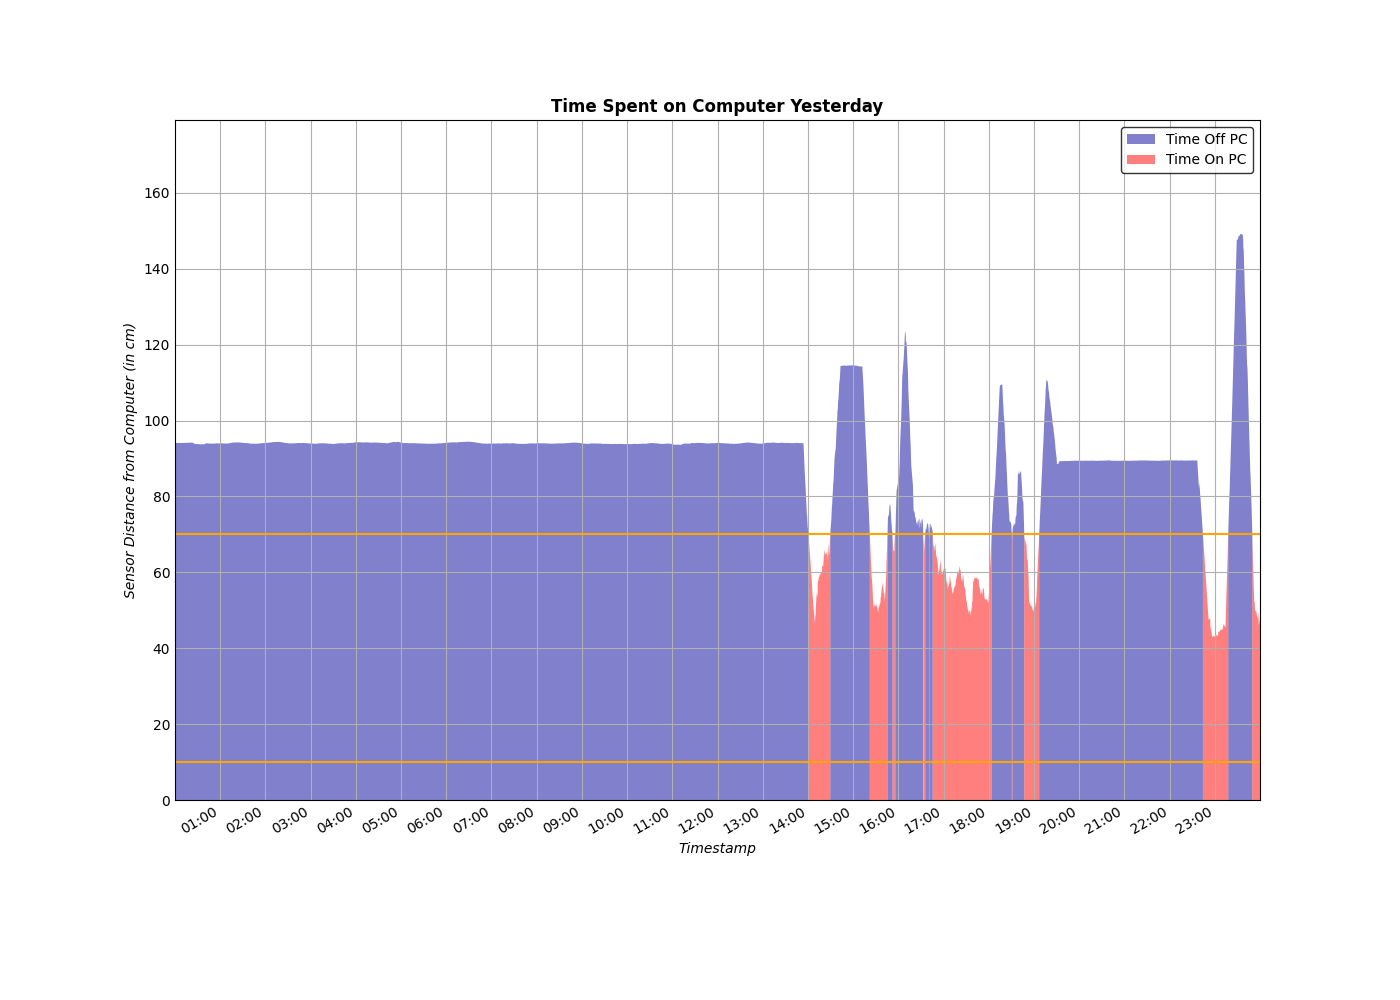 Time Spent on Computer Yesterday
Time Off PC
Time On PC
160
140
120
100
80
60
40
20
0
Sensor Distance from Computer (in cm)
01:00 02:00 03:00 04:00 05:00 06:00 07:00 08:00 09:00 10:00 11:00 12:00 13:00 14:00 15:00 16:00 17:00 18:00 19:00 20:00 21:00 22:00 23:00
Timestamp